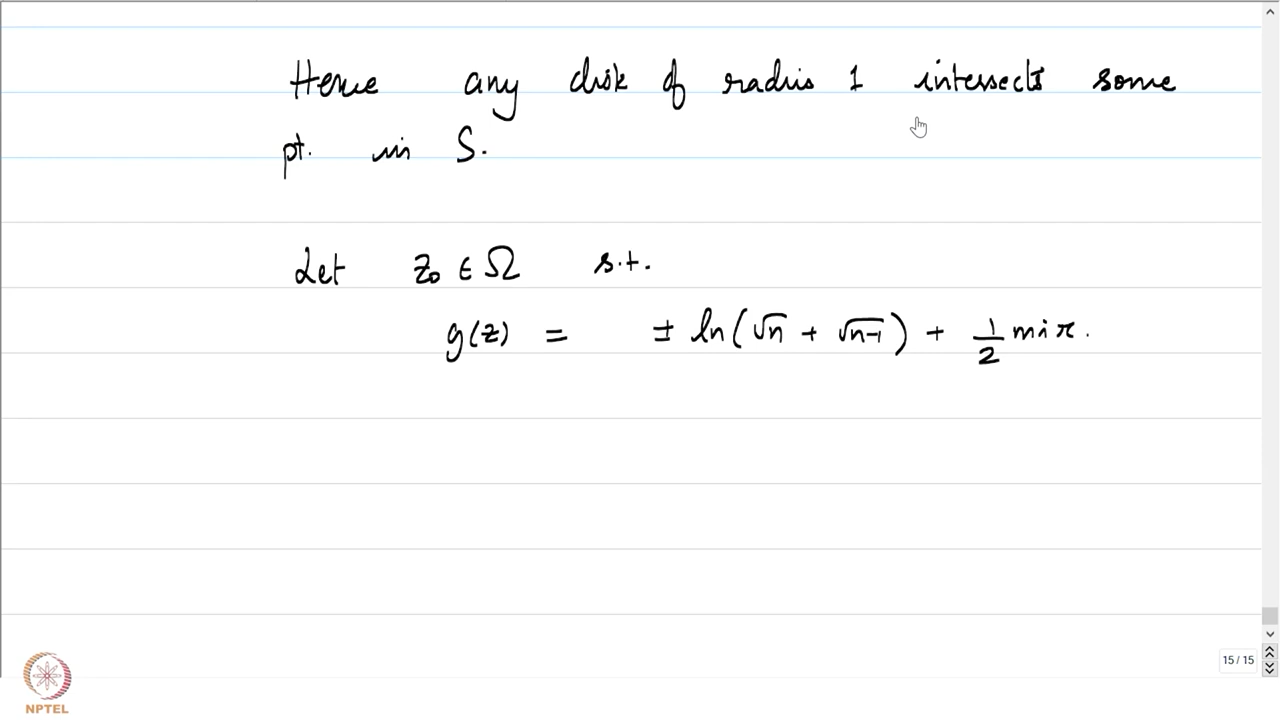 Hence any disk of radius 1 intersects some
pt. in S.
Let z₀ ∈ Ω s.t.
g(z) = ± ln(√n + √n-1) + 1/2 m i π.
15 / 15
NPTEL